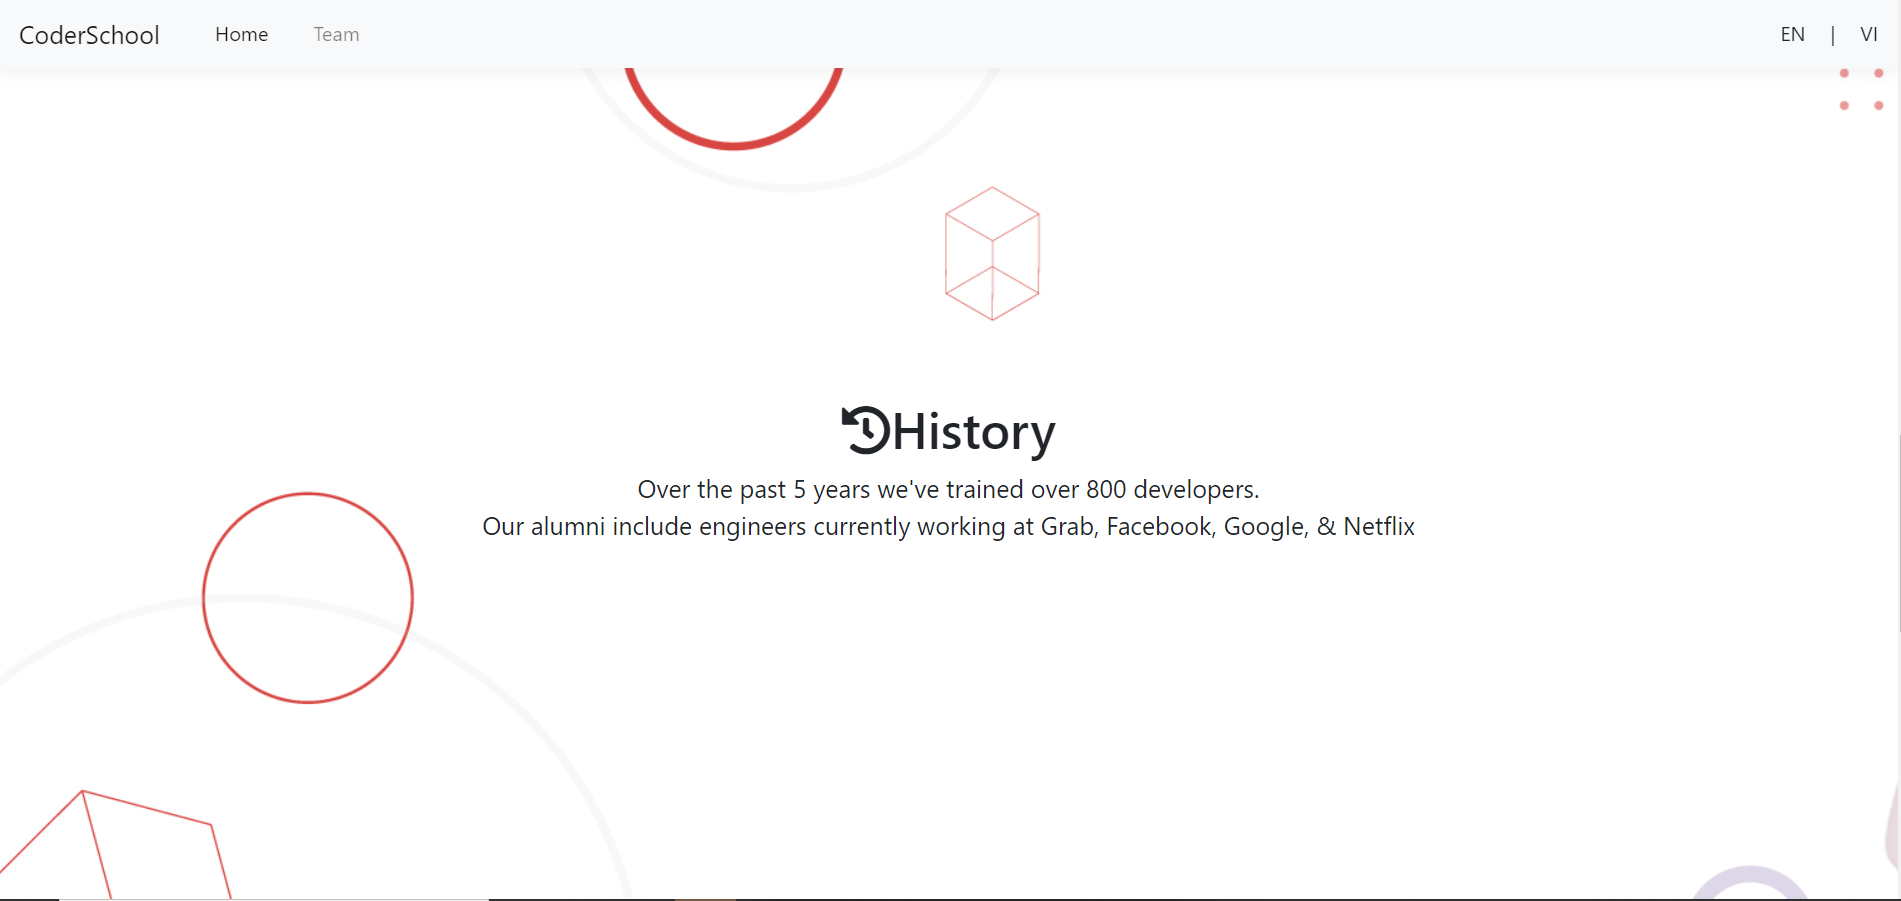 CoderSchool Home Team EN | VI
History
Over the past 5 years we've trained over 800 developers.
Our alumni include engineers currently working at Grab, Facebook, Google, & Netflix